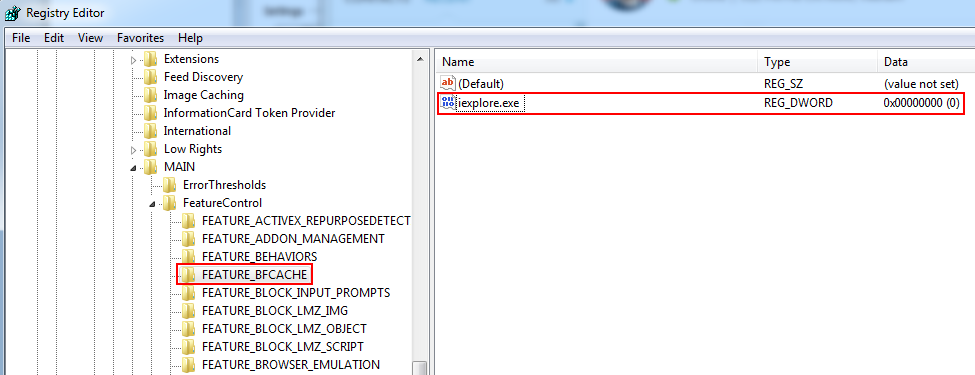 Settings
Registry Editor
File Edit View Favorites Help
Extensions
Feed Discovery
Image Caching
InformationCard Token Provider
International
Low Rights
MAIN
ErrorThresholds
FeatureControl
FEATURE_ACTIVEX_REPURPOSEDETECT
FEATURE_ADDON_MANAGEMENT
FEATURE_BEHAVIORS
FEATURE_BFCACHE
FEATURE_BLOCK_INPUT_PROMPTS
FEATURE_BLOCK_LMZ_IMG
FEATURE_BLOCK_LMZ_OBJECT
FEATURE_BLOCK_LMZ_SCRIPT
FEATURE_BROWSER_EMULATION
Name Type Data
(Default) REG_SZ (value not set)
iexplore.exe REG_DWORD 0x00000000 (0)